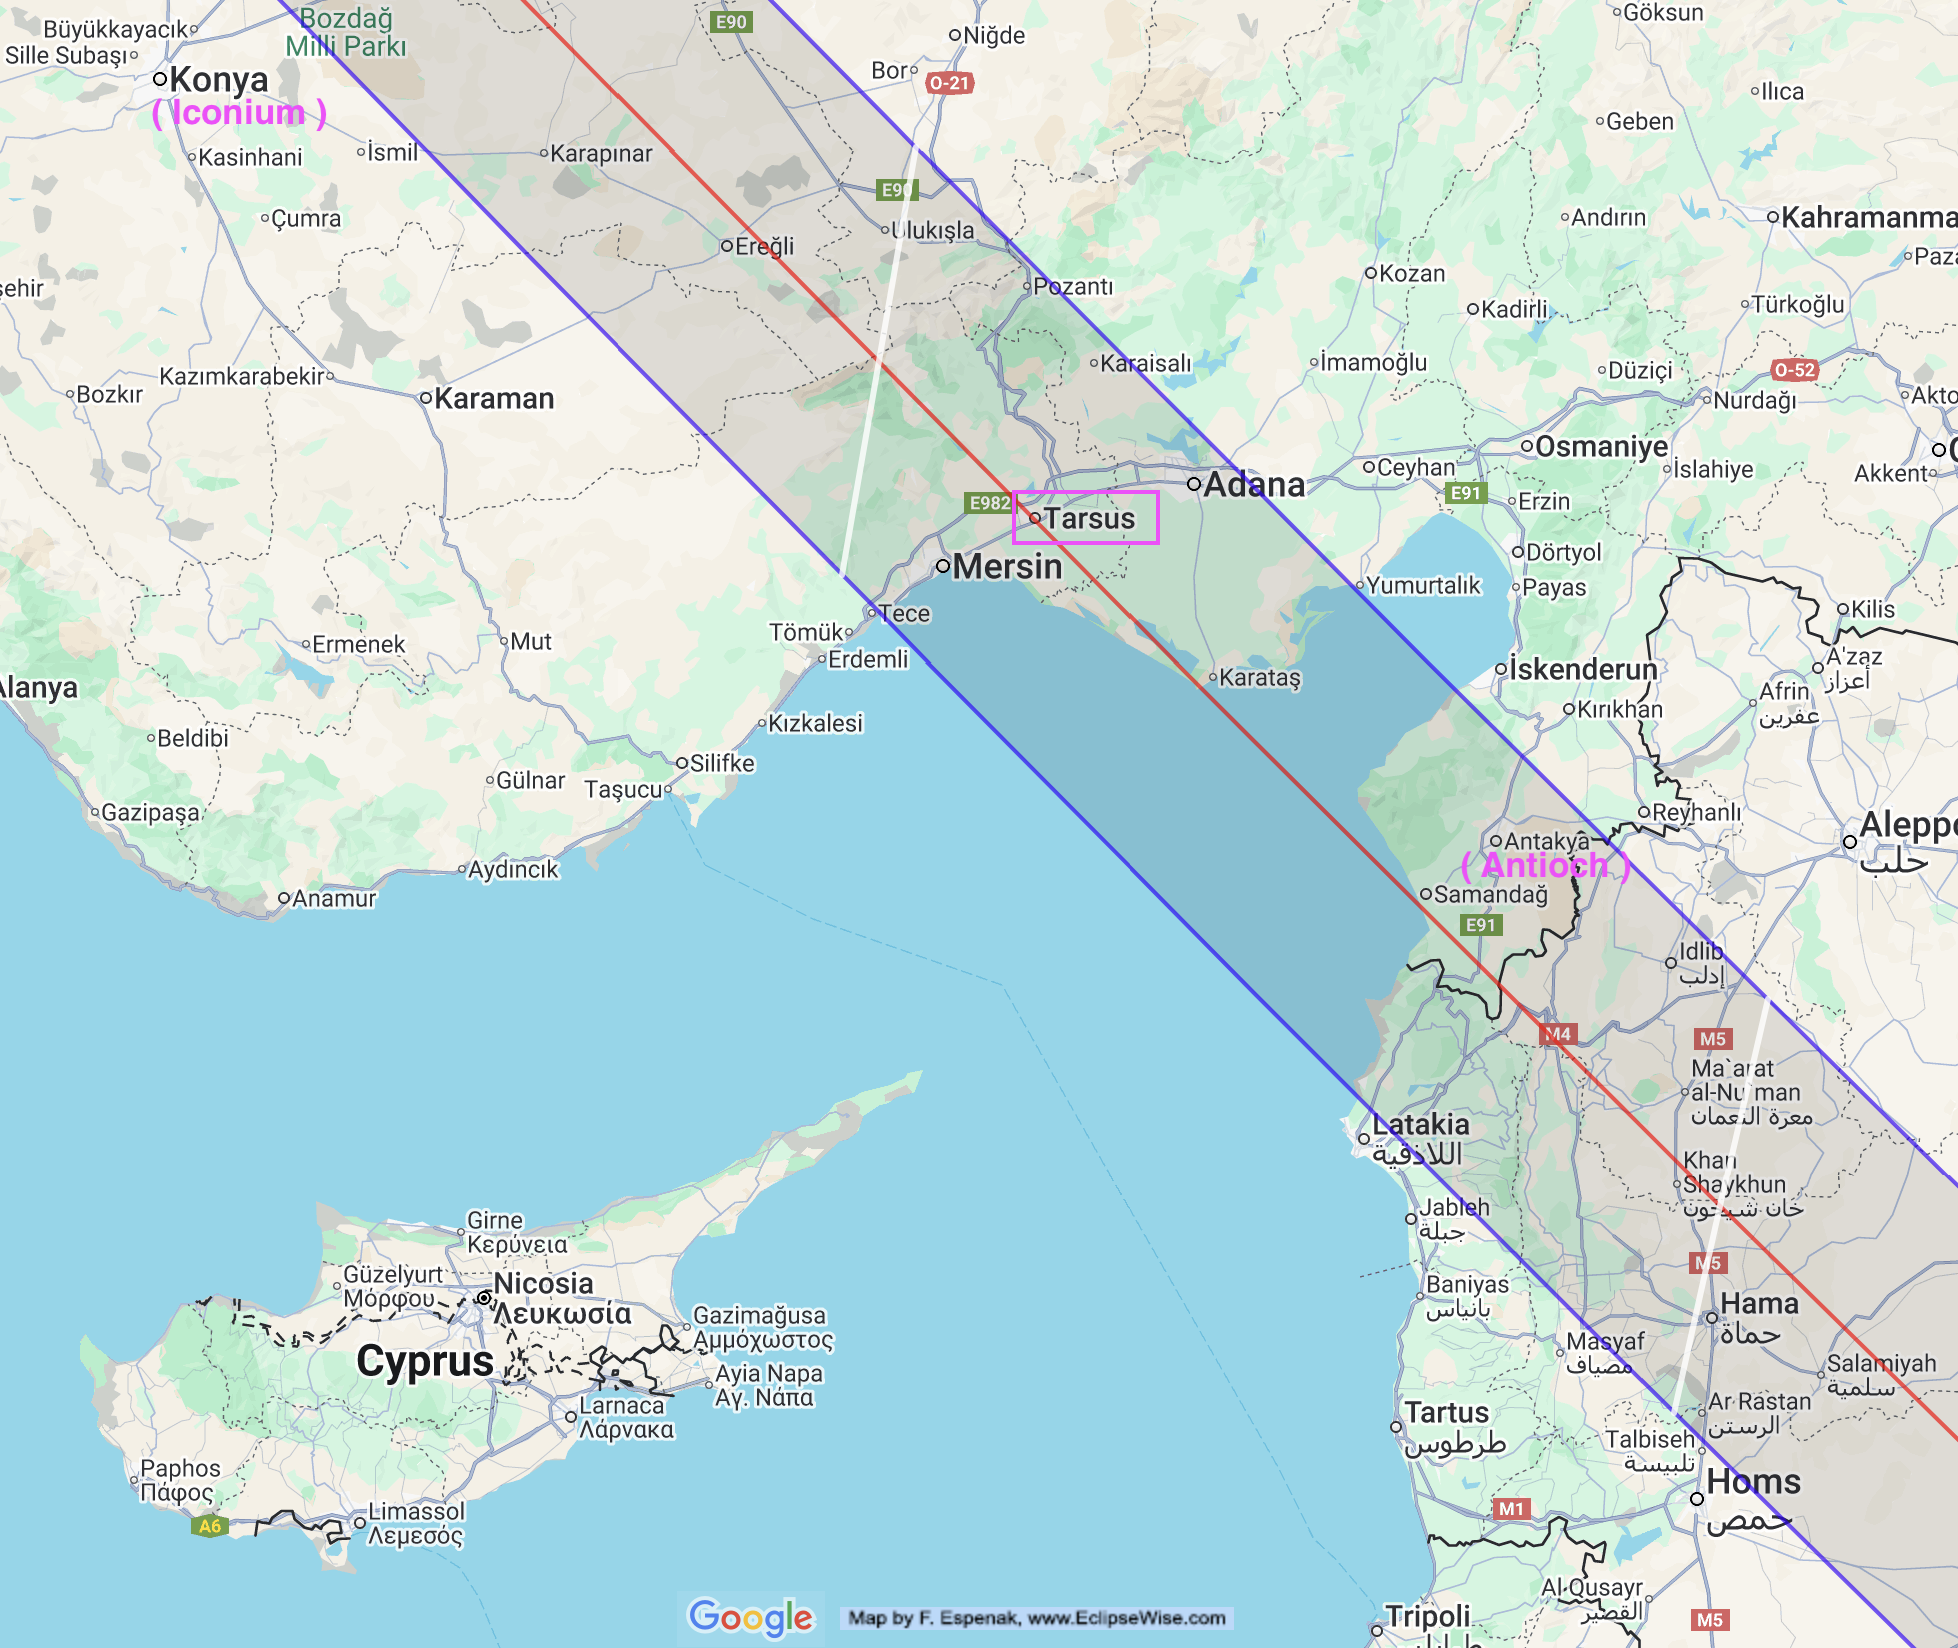 Büyükkayacık
Sille Subaşı
Bozdağ
Milli Parkı
E90
Niğde
Göksun
Konya
( Iconium )
Bor
O-21
Ilıca
Geben
Kasinhani
İsmil
Karapınar
E90
Çumra
Ulukışla
Andırın
Kahramanma
Ereğli
Paza
şehir
Pozantı
Kozan
Kadirli
Türkoğlu
Kazımkarabekir
Karaisalı
İmamoğlu
Düziçi
O-52
Bozkır
Karaman
Nurdağı
Akto
Osmaniye
Ceyhan
İslahiye
Akkent
Adana
E982
Tarsus
E91
Erzin
Mersin
Dörtyol
Yumurtalık
Payas
Tece
Kilis
Tömük
Ermenek
Mut
Erdemli
Karataş
İskenderun
A'zaz
أعزاز
Alanya
Afrin
عفرين
Kırıkhan
Kızkalesi
Beldibi
Silifke
Gülnar
Taşucu
Gazipaşa
Reyhanlı
Antakya
( Antioch )
Aleppo
حلب
Aydıncık
Samandağ
Anamur
E91
Idlib
إدلب
M4
M5
Ma`arat
al-Nu`man
معرة النعمان
Latakia
اللاذقية
Khan
Shaykhun
خان شيخون
Girne
Κερύνεια
Jableh
جبلة
M5
Güzelyurt
Μόρφου
Nicosia
Λευκωσία
Baniyas
بانياس
Hama
حماة
Gazimağusa
Αμμόχωστος
Cyprus
Masyaf
مصياف
Salamiyah
سلمية
Ayia Napa
Αγ. Νάπα
Larnaca
Λάρνακα
Ar Rastan
الرستن
Tartus
طرطوس
Talbiseh
تلبيسة
Paphos
Πάφος
Homs
حمص
Limassol
Λεμεσός
A6
M1
Al Qusayr
القصير
Google
Map by F. Espenak, www.EclipseWise.com
Tripoli
M5